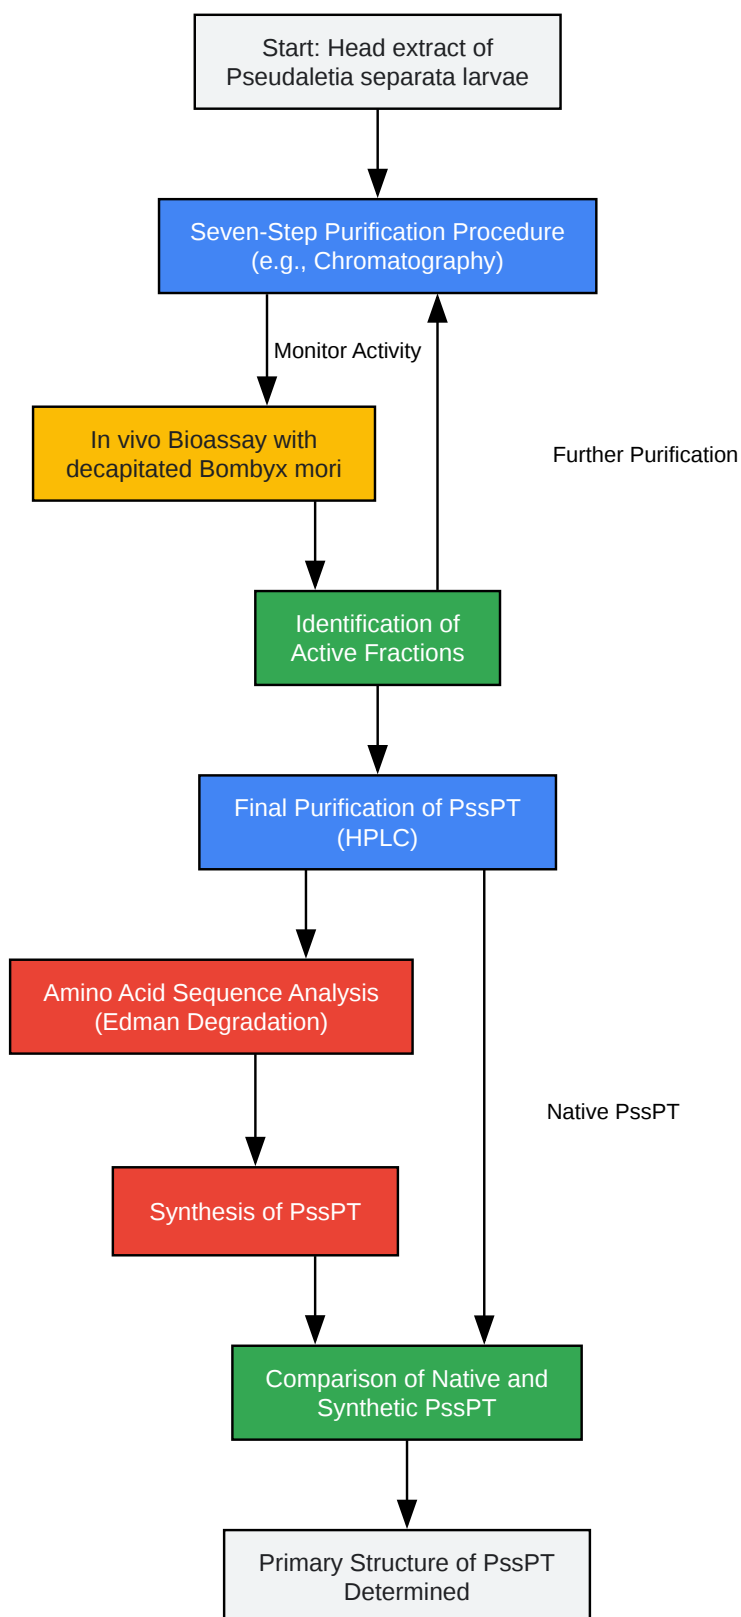 Start: Head extract of
Pseudaletia separata larvae
Seven-Step Purification Procedure
(e.g., Chromatography)
Monitor Activity
In vivo Bioassay with
decapitated Bombyx mori
Further Purification
Identification of
Active Fractions
Final Purification of PssPT
(HPLC)
Amino Acid Sequence Analysis
(Edman Degradation)
Native PssPT
Synthesis of PssPT
Comparison of Native and
Synthetic PssPT
Primary Structure of PssPT
Determined